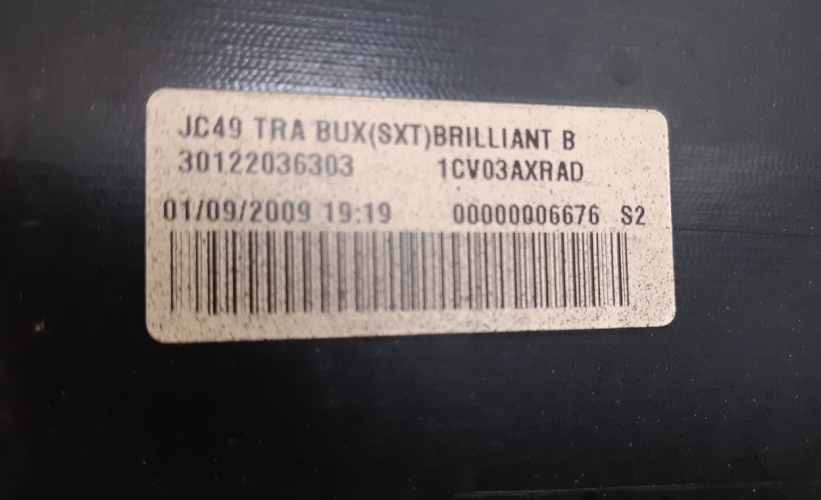 JC49 TRA BUX(SXT)BRILLIANT B
30122036303 1CV03AXRAD
01/09/2009 19:19 00000006676 S2